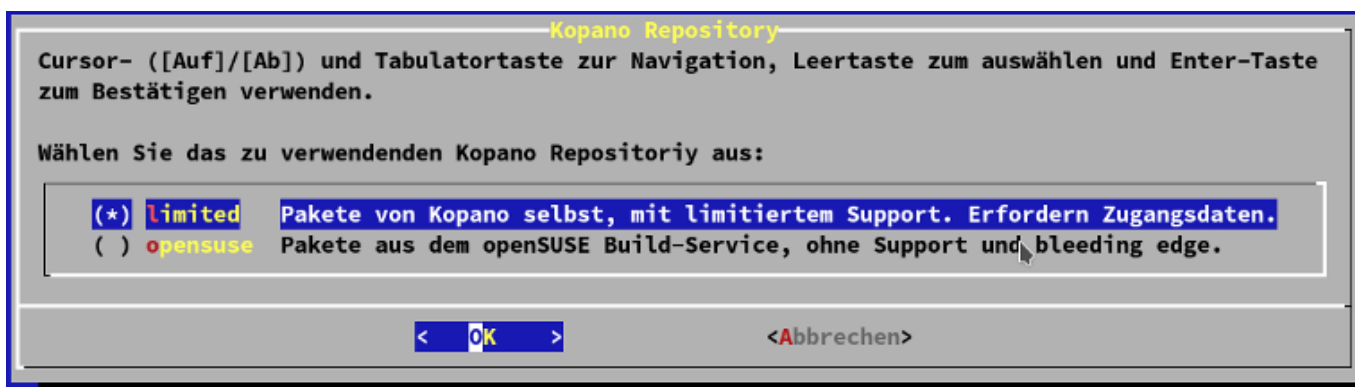 Kopano Repository
Cursor- ([Auf]/[Ab]) und Tabulatortaste zur Navigation, Leertaste zum auswählen und Enter-Taste
zum Bestätigen verwenden.
Wählen Sie das zu verwendenden Kopano Repositoriy aus:
(*) limited Pakete von Kopano selbst, mit limitiertem Support. Erfordern Zugangsdaten.
( ) opensuse Pakete aus dem openSUSE Build-Service, ohne Support und bleeding edge.
< OK > <Abbrechen>